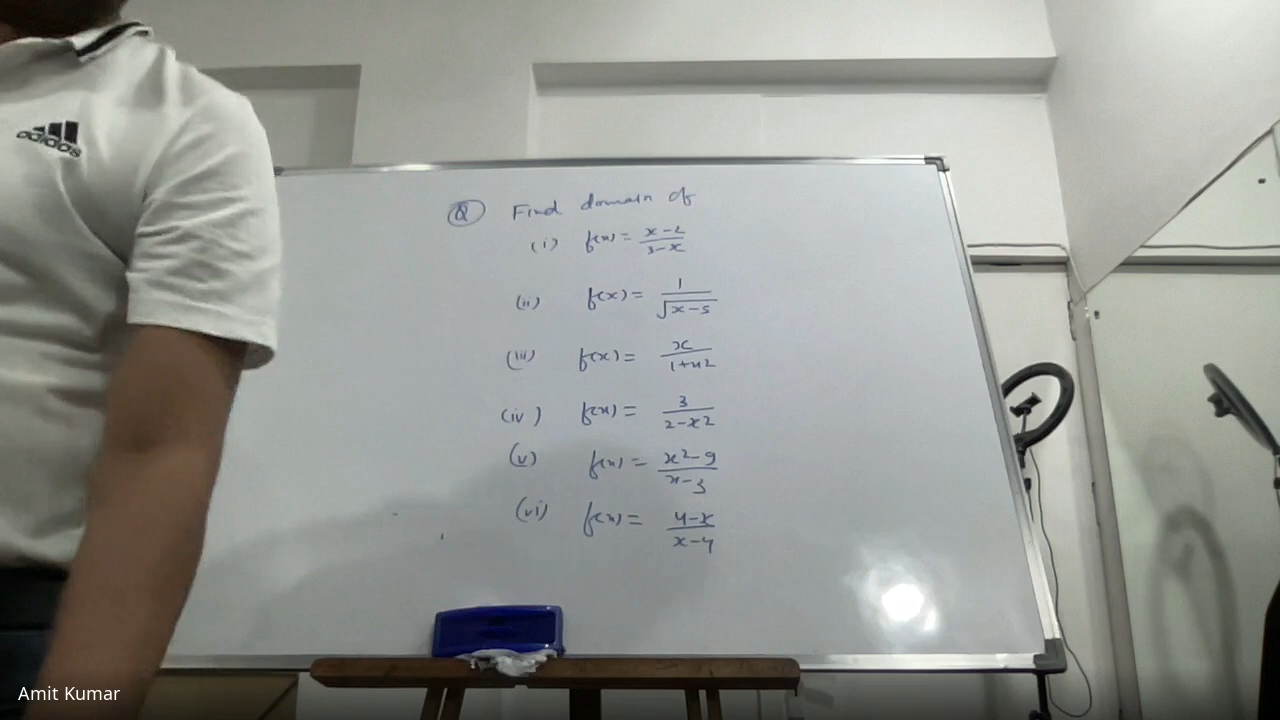 adidas
Q Find domain of
(i) f(x) = x-2/3-x
(ii) f(x) = 1/√x-5
(iii) f(x) = x/1+x2
(iv) f(x) = 3/2-x2
(v) f(x) = x2-9/x-3
(vi) f(x) = 4-x/x-4
Amit Kumar